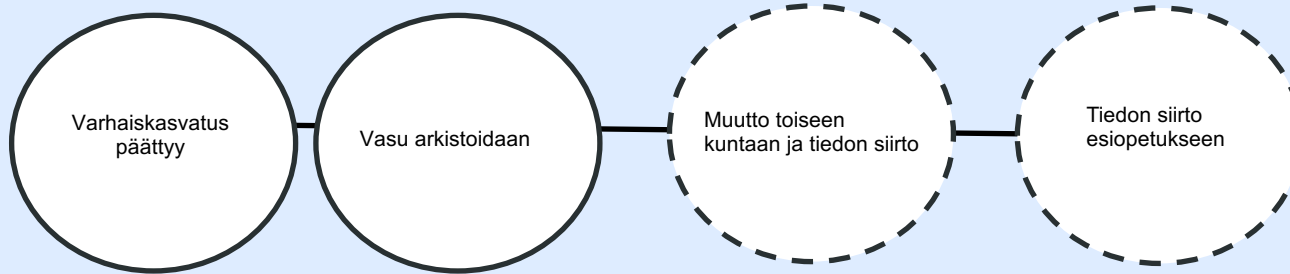 Varhaiskasvatus
päättyy
Vasu arkistoidaan
Muutto toiseen
kuntaan ja tiedon siirto
Tiedon siirto
esiopetukseen